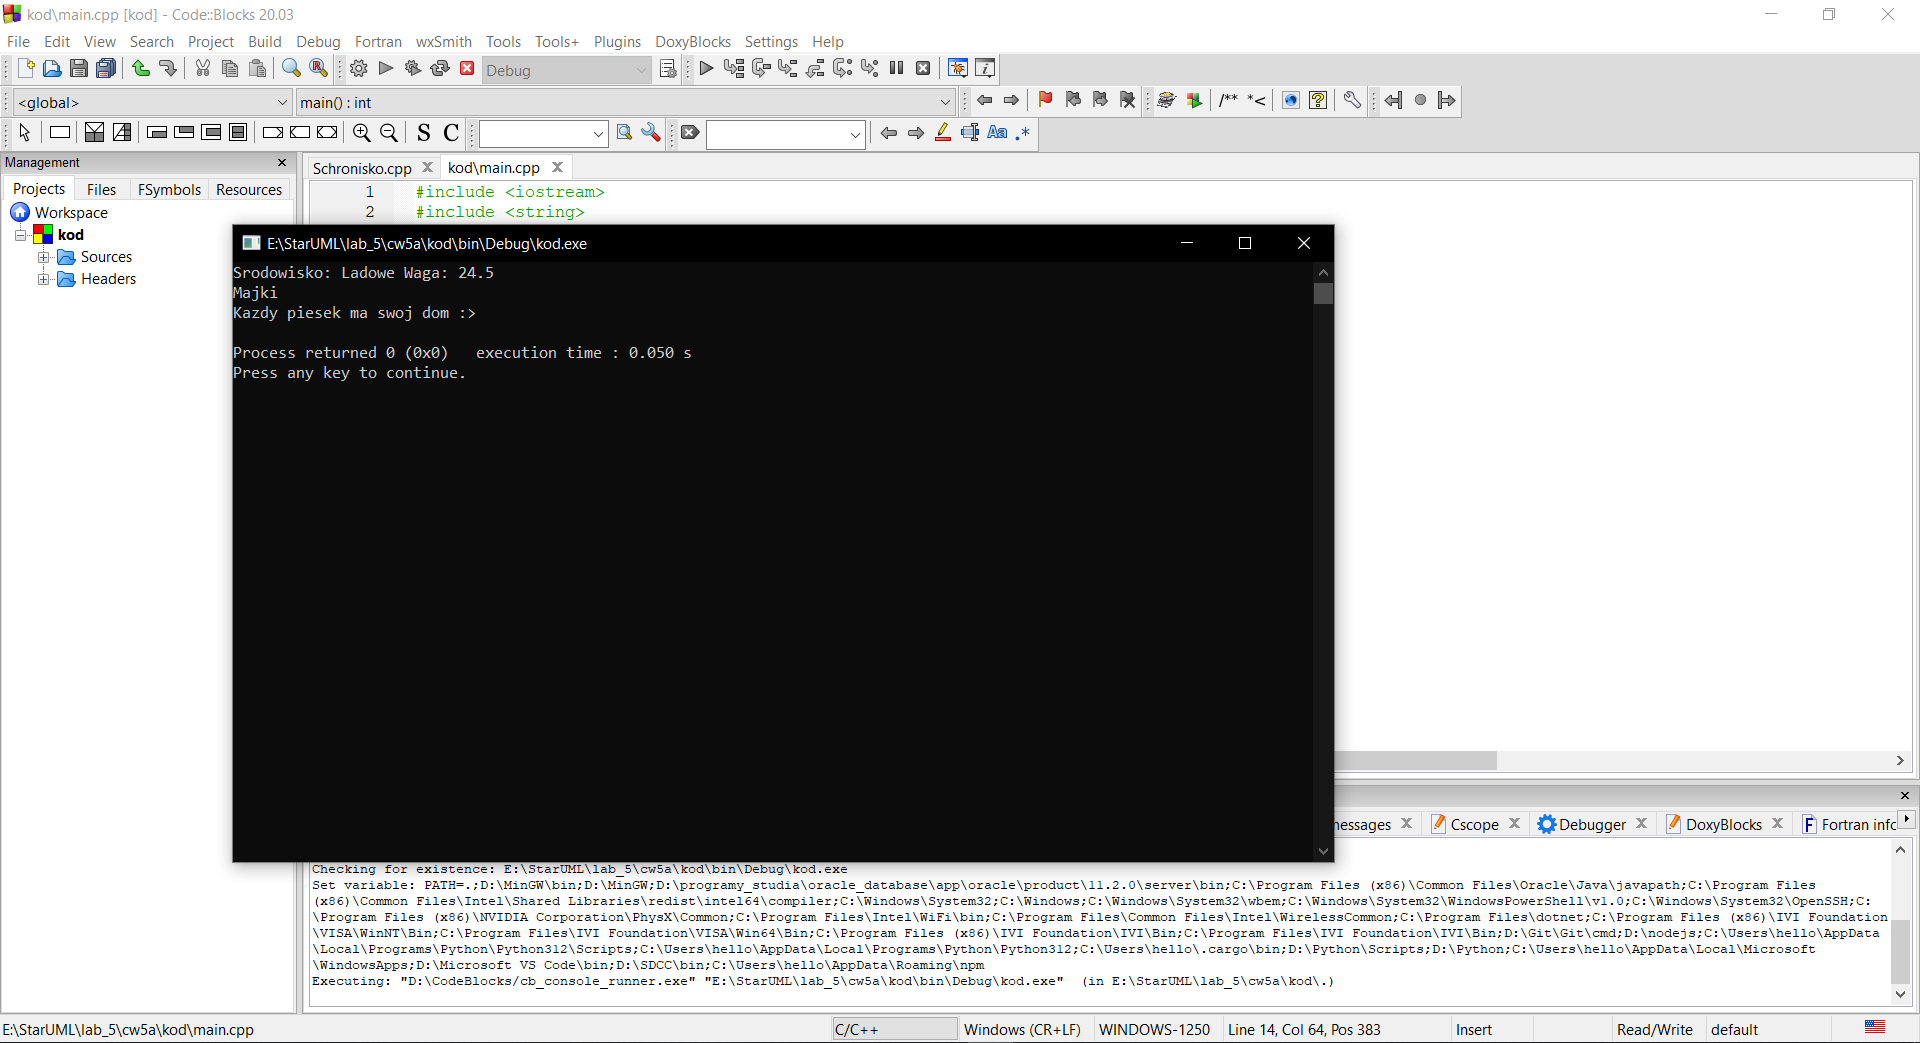 kod\main.cpp [kod] - Code::Blocks 20.03
File Edit View Search Project Build Debug Fortran wxSmith Tools Tools+ Plugins DoxyBlocks Settings Help
Debug
<global> main() : int
/** *<
S C Aa .*
Management
Projects Files FSymbols Resources
Workspace
kod
Sources
Headers
Schronisko.cpp kod\main.cpp
1 #include <iostream>
2 #include <string>
E:\StarUML\lab_5\cw5a\kod\bin\Debug\kod.exe
Srodowisko: Ladowe Waga: 24.5
Majki
Kazdy piesek ma swoj dom :>
Process returned 0 (0x0)   execution time : 0.050 s
Press any key to continue.
messages Cscope Debugger DoxyBlocks Fortran info
Checking for existence: E:\StarUML\lab_5\cw5a\kod\bin\Debug\kod.exe
Set variable: PATH=.;D:\MinGW\bin;D:\MinGW;D:\programy_studia\oracle_database\app\oracle\product\11.2.0\server\bin;C:\Program Files (x86)\Common Files\Oracle\Java\javapath;C:\Program Files
(x86)\Common Files\Intel\Shared Libraries\redist\intel64\compiler;C:\Windows\System32;C:\Windows;C:\Windows\System32\wbem;C:\Windows\System32\WindowsPowerShell\v1.0;C:\Windows\System32\OpenSSH;C:
\Program Files (x86)\NVIDIA Corporation\PhysX\Common;C:\Program Files\Intel\WiFi\bin;C:\Program Files\Common Files\Intel\WirelessCommon;C:\Program Files\dotnet;C:\Program Files (x86)\IVI Foundation
\VISA\WinNT\Bin;C:\Program Files\IVI Foundation\VISA\Win64\Bin;C:\Program Files (x86)\IVI Foundation\IVI\Bin;C:\Program Files\IVI Foundation\IVI\Bin;D:\Git\Git\cmd;D:\nodejs;C:\Users\hello\AppData
\Local\Programs\Python\Python312\Scripts;C:\Users\hello\AppData\Local\Programs\Python\Python312;C:\Users\hello\.cargo\bin;D:\Python\Scripts;D:\Python;C:\Users\hello\AppData\Local\Microsoft
\WindowsApps;D:\Microsoft VS Code\bin;D:\SDCC\bin;C:\Users\hello\AppData\Roaming\npm
Executing: "D:\CodeBlocks/cb_console_runner.exe" "E:\StarUML\lab_5\cw5a\kod\bin\Debug\kod.exe"  (in E:\StarUML\lab_5\cw5a\kod\.)
E:\StarUML\lab_5\cw5a\kod\main.cpp C/C++ Windows (CR+LF) WINDOWS-1250 Line 14, Col 64, Pos 383 Insert Read/Write default